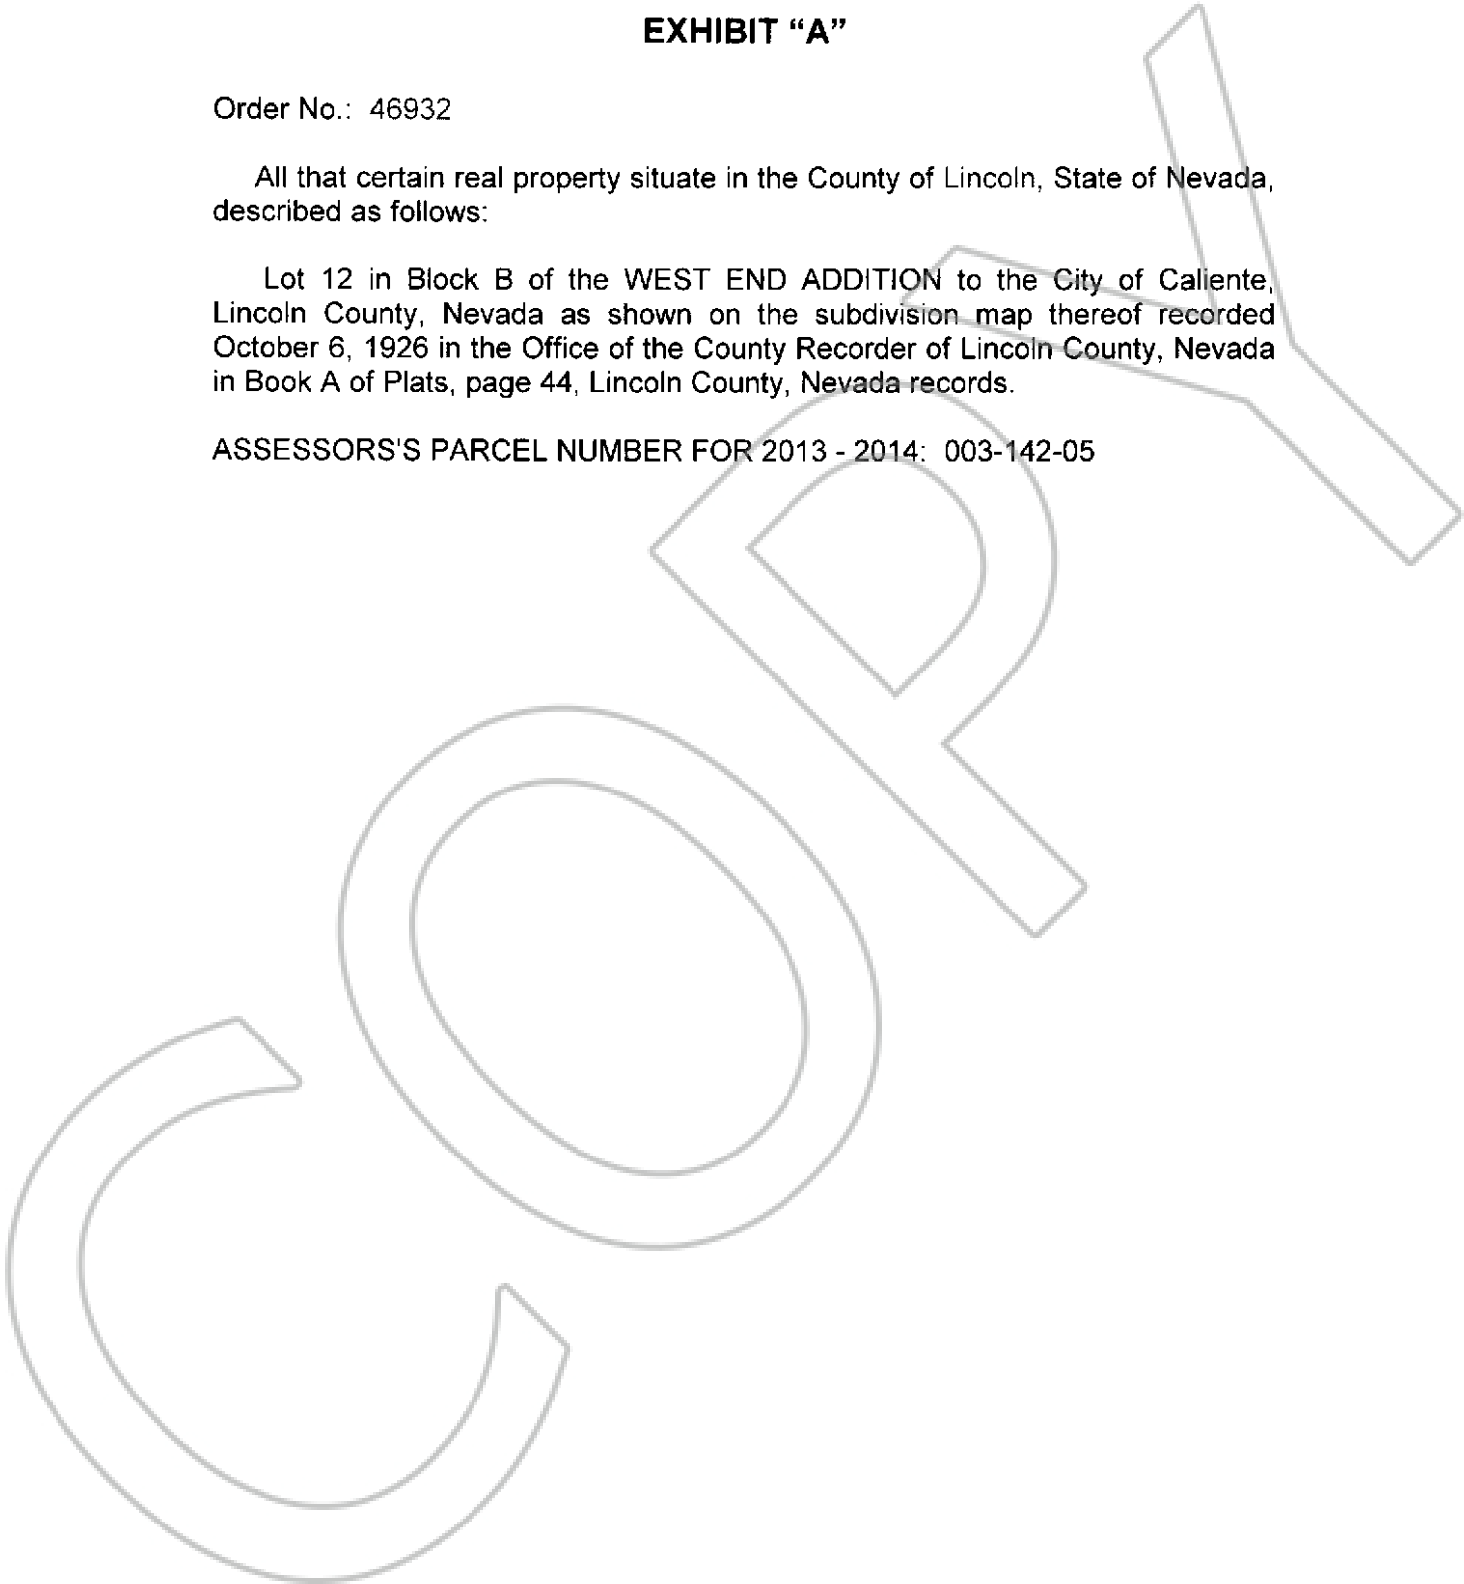 EXHIBIT “A”
Order No.: 46932
All that certain real property situate in the County of Lincoln, State of Nevada,
described as follows:
Lot 12 in Block B of the WEST END ADDITION to the City of Caliente,
Lincoln County, Nevada as shown on the subdivision map thereof recorded
October 6, 1926 in the Office of the County Recorder of Lincoln County, Nevada
in Book A of Plats, page 44, Lincoln County, Nevada records.
ASSESSORS'S PARCEL NUMBER FOR 2013 - 2014: 003-142-05
COPY